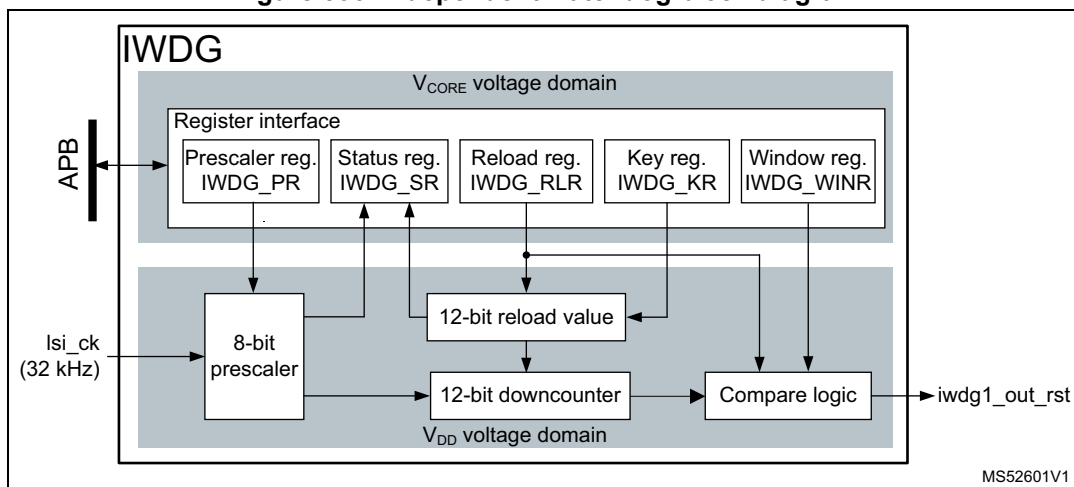 IWDG
V_CORE voltage domain
Register interface
Prescaler reg.
IWDG_PR
Status reg.
IWDG_SR
Reload reg.
IWDG_RLR
Key reg.
IWDG_KR
Window reg.
IWDG_WINR
APB
lsi_ck
(32 kHz)
8-bit
prescaler
12-bit reload value
12-bit downcounter
Compare logic
iwdg1_out_rst
V_DD voltage domain
MS52601V1